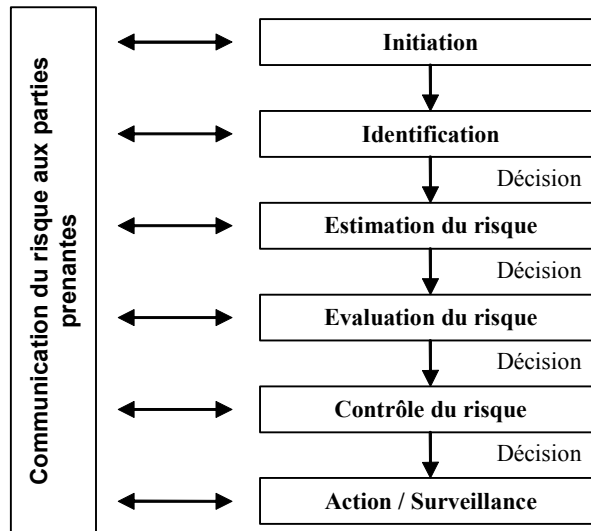 Communication du risque aux parties
prenantes
Initiation
Identification
Décision
Estimation du risque
Décision
Evaluation du risque
Décision
Contrôle du risque
Décision
Action / Surveillance